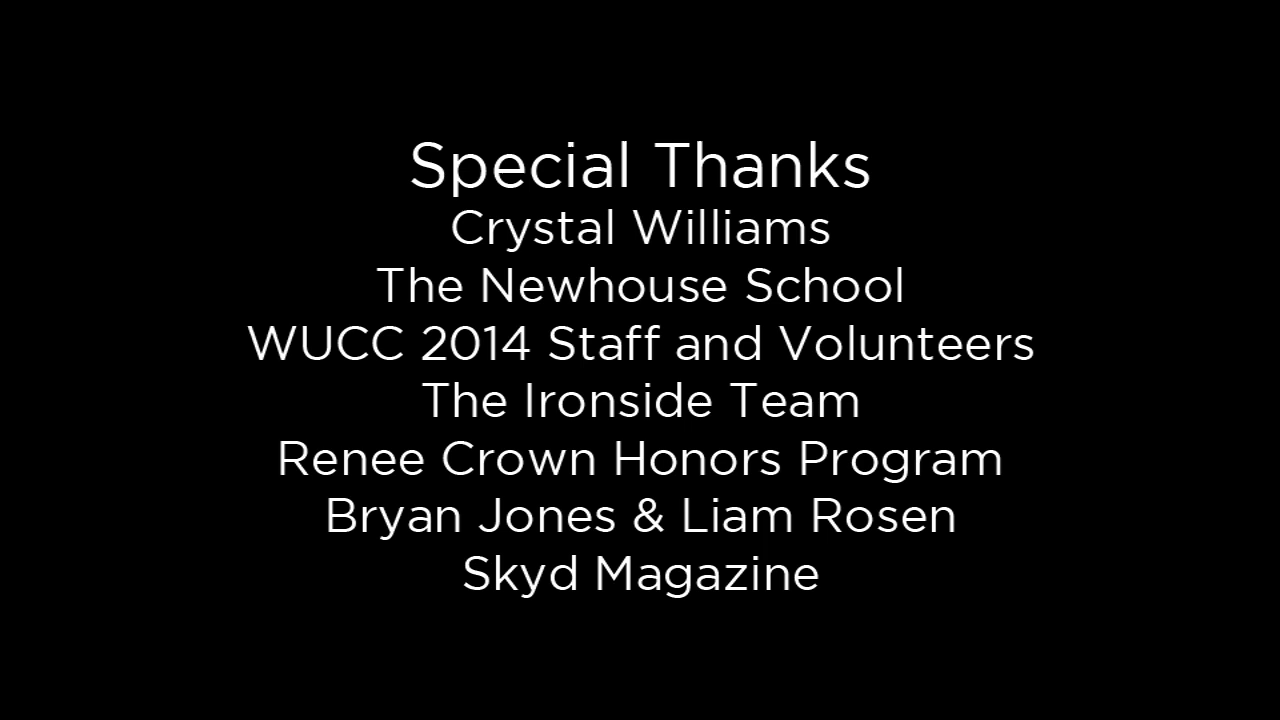 Special Thanks
Crystal Williams
The Newhouse School
WUCC 2014 Staff and Volunteers
The Ironside Team
Renee Crown Honors Program
Bryan Jones & Liam Rosen
Skyd Magazine